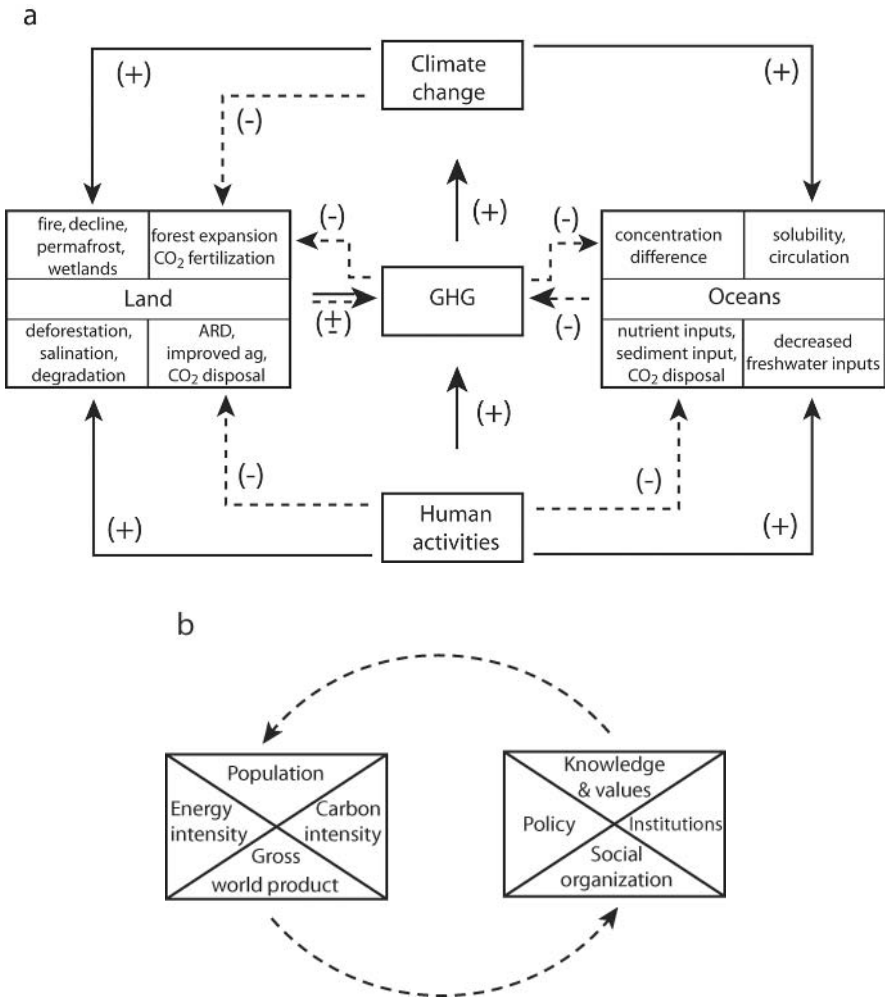 a
Climate
change
(+)
(+)
(-)
(+)
(-)
(-)
fire, decline,
permafrost,
wetlands
forest expansion
CO₂ fertilization
concentration
difference
solubility,
circulation
Land
(±)
GHG
(-)
Oceans
deforestation,
salination,
degradation
ARD,
improved ag,
CO₂ disposal
nutrient inputs,
sediment input,
CO₂ disposal
decreased
freshwater inputs
(+)
(-)
(-)
(+)
(+)
Human
activities
b
Population
Energy
intensity
Carbon
intensity
Gross
world product
Knowledge
& values
Policy
Institutions
Social
organization